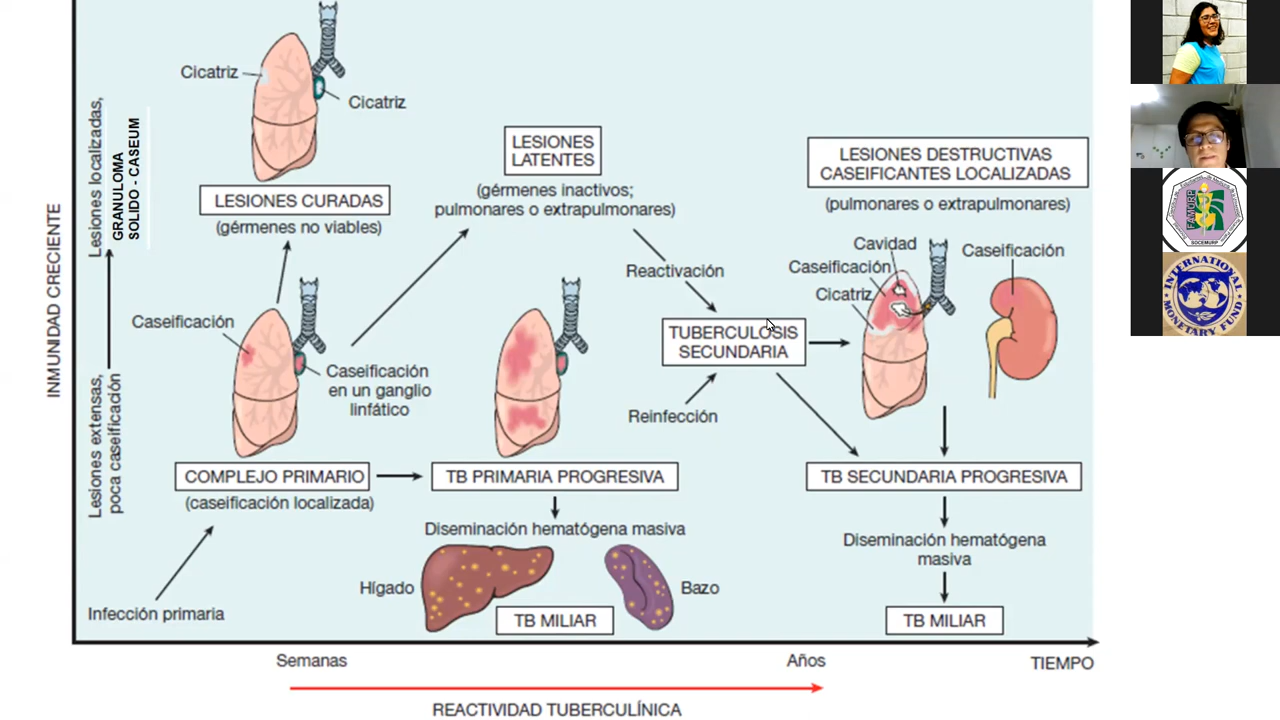 INMUNIDAD CRECIENTE
Lesiones extensas,
poca caseificación
Lesiones localizadas,
GRANULOMA
SOLIDO - CASEUM
Cicatriz
Cicatriz
LESIONES CURADAS
(gérmenes no viables)
LESIONES
LATENTES
(gérmenes inactivos;
pulmonares o extrapulmonares)
LESIONES DESTRUCTIVAS
CASEIFICANTES LOCALIZADAS
(pulmonares o extrapulmonares)
Reactivación
Cavidad
Caseificación
Cicatriz
Caseificación
Caseificación
Caseificación
en un ganglio
linfático
TUBERCULOSIS
SECUNDARIA
Reinfección
COMPLEJO PRIMARIO
(caseificación localizada)
TB PRIMARIA PROGRESIVA
TB SECUNDARIA PROGRESIVA
Diseminación hematógena masiva
Diseminación hematógena
masiva
Hígado
Bazo
Infección primaria
TB MILIAR
TB MILIAR
Semanas
Años
TIEMPO
REACTIVIDAD TUBERCULÍNICA
FAMURP
SOCEMURP
INTERNATIONAL
MONETARY FUND